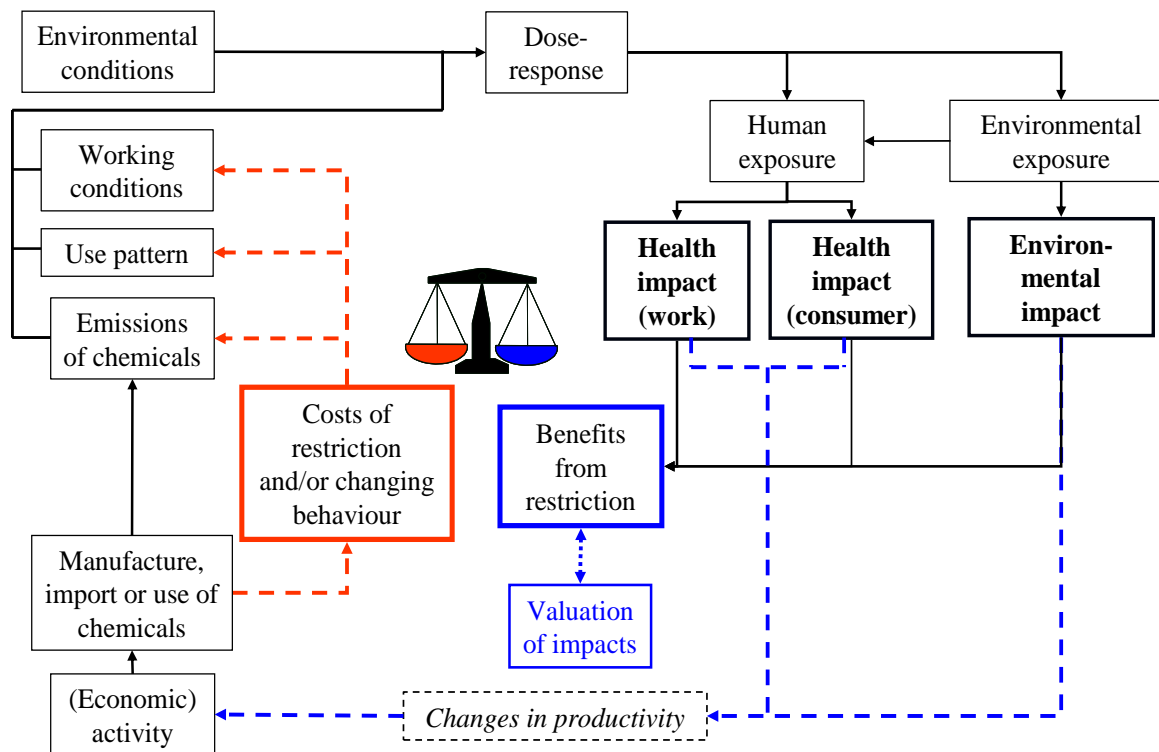 Environmental
conditions
Dose-
response
Human
exposure
Environmental
exposure
Working
conditions
Use pattern
Emissions
of chemicals
Health
impact
(work)
Health
impact
(consumer)
Environ-
mental
impact
Costs of
restriction
and/or changing
behaviour
Benefits
from
restriction
Manufacture,
import or use of
chemicals
Valuation
of impacts
(Economic)
activity
Changes in productivity